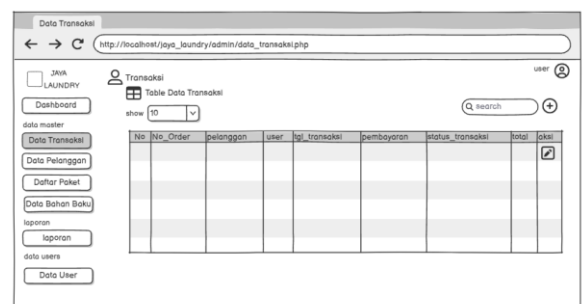 Data Transaksi
http://localhost/jaya_laundry/admin/data_transaksi.php
user
JAYA
LAUNDRY
Transaksi
Table Data Transaksi
Dashboard
show 10
search
data master
Data Transaksi
No No_Order pelanggan user tgl_transaksi pembayaran status_transaksi total aksi
Data Pelanggan
Daftar Paket
Data Bahan Baku
laporan
laporan
data users
Data User